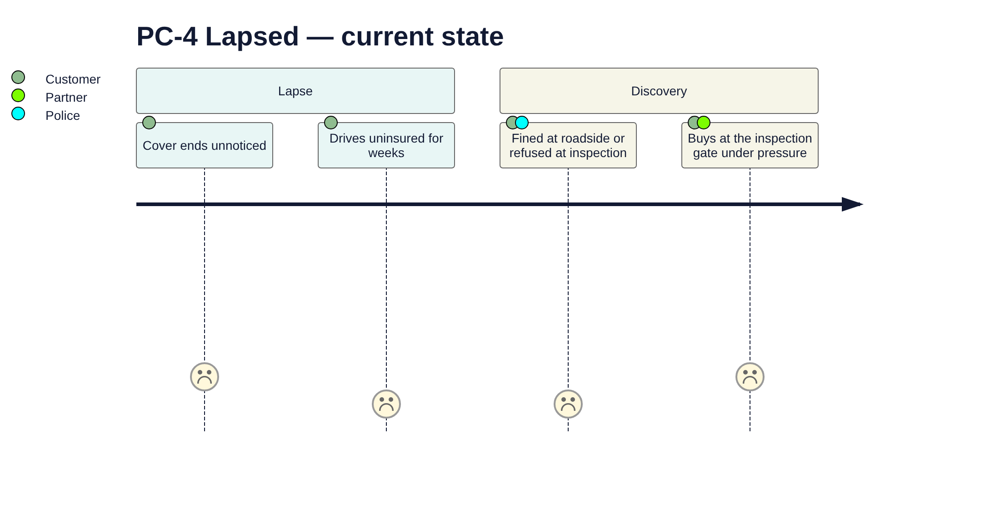 PC-4 Lapsed — current state
Customer
Partner
Police
Lapse
Discovery
Cover ends unnoticed
Drives uninsured for
weeks
Fined at roadside or
refused at inspection
Buys at the inspection
gate under pressure